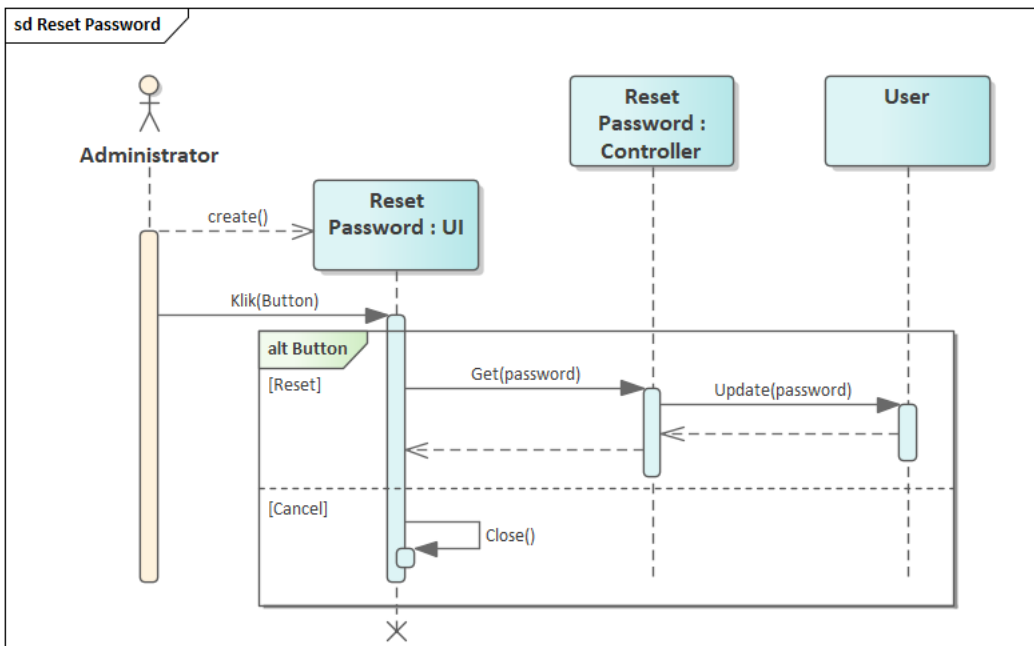 sd Reset Password
Administrator
Reset
Password :
Controller
User
Reset
Password : UI
create()
Klik(Button)
alt Button
[Reset]
Get(password)
Update(password)
[Cancel]
Close()